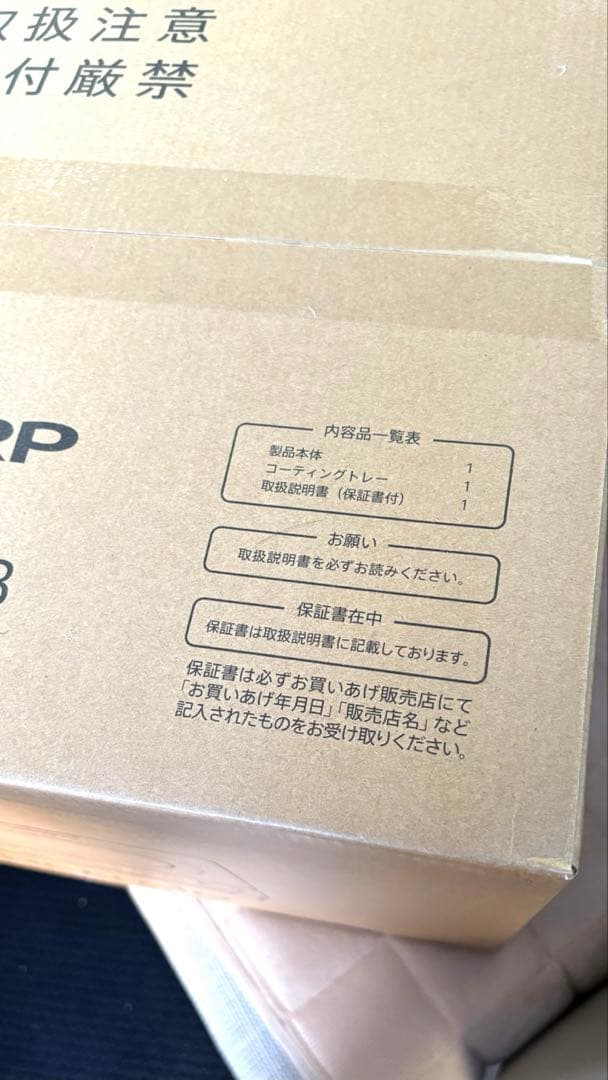 取扱注意
付厳禁
RP
内容品一覧表
製品本体 1
コーティングトレー 1
取扱説明書（保証書付） 1
お願い
取扱説明書を必ずお読みください。
保証書在中
保証書は取扱説明書に記載しております。
保証書は必ずお買いあげ販売店にて
「お買いあげ年月日」「販売店名」など
記入されたものをお受け取りください。